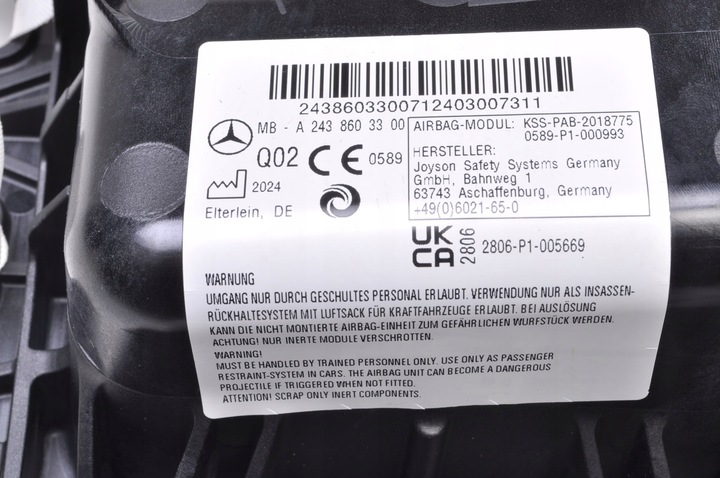 2438603300712403007311
MB - A 243 860 33 00
Q02 CE 0589
2024
Elterlein, DE
AIRBAG-MODUL: KSS-PAB-2018775
0589-P1-000993
HERSTELLER:
Joyson Safety Systems Germany
GmbH, Bahnweg 1
63743 Aschaffenburg, Germany
+49(0)6021-65-0
UK
CA
2806
2806-P1-005669
WARNUNG
UMGANG NUR DURCH GESCHULTES PERSONAL ERLAUBT. VERWENDUNG NUR ALS INSASSEN-
RÜCKHALTESYSTEM MIT LUFTSACK FÜR KRAFTFAHRZEUGE ERLAUBT. BEI AUSLÖSUNG
KANN DIE NICHT MONTIERTE AIRBAG-EINHEIT ZUM GEFÄHRLICHEN WURFSTÜCK WERDEN.
ACHTUNG! NUR INERTE MODULE VERSCHROTTEN.
WARNING!
MUST BE HANDLED BY TRAINED PERSONNEL ONLY. USE ONLY AS PASSENGER
RESTRAINT-SYSTEM IN CARS. THE AIRBAG UNIT CAN BECOME A DANGEROUS
PROJECTILE IF TRIGGERED WHEN NOT FITTED.
ATTENTION! SCRAP ONLY INERT COMPONENTS.